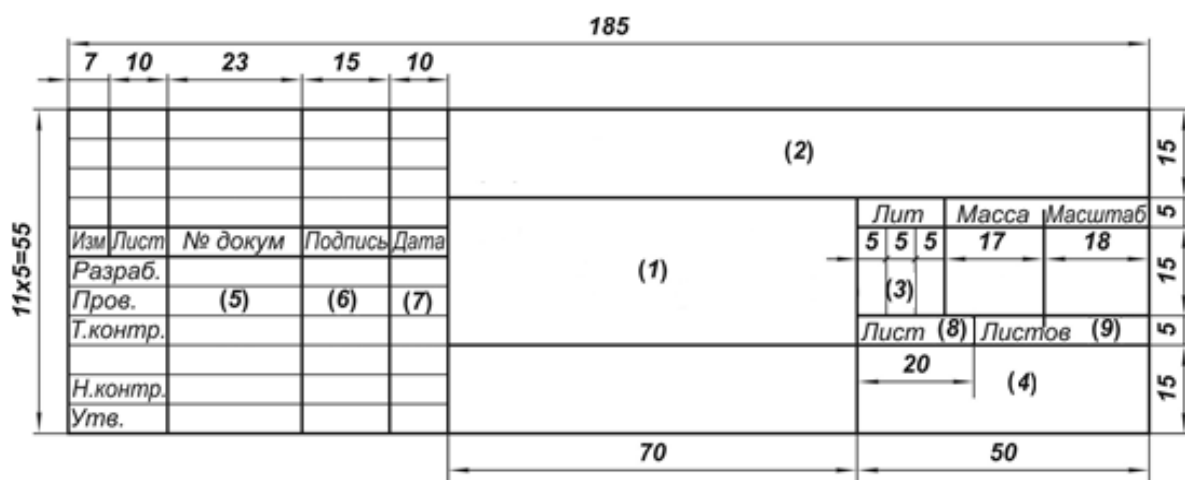 185
7 10 23 15 10
(2)
15
Лит Масса Масштаб 5
Изм Лист № докум Подпись Дата 5 5 5 17 18
11x5=55
Разраб.
(1)
15
Пров. (5) (6) (7) (3)
Т.контр. Лист (8) Листов (9) 5
20
(4)
15
Н.контр.
Утв.
70 50